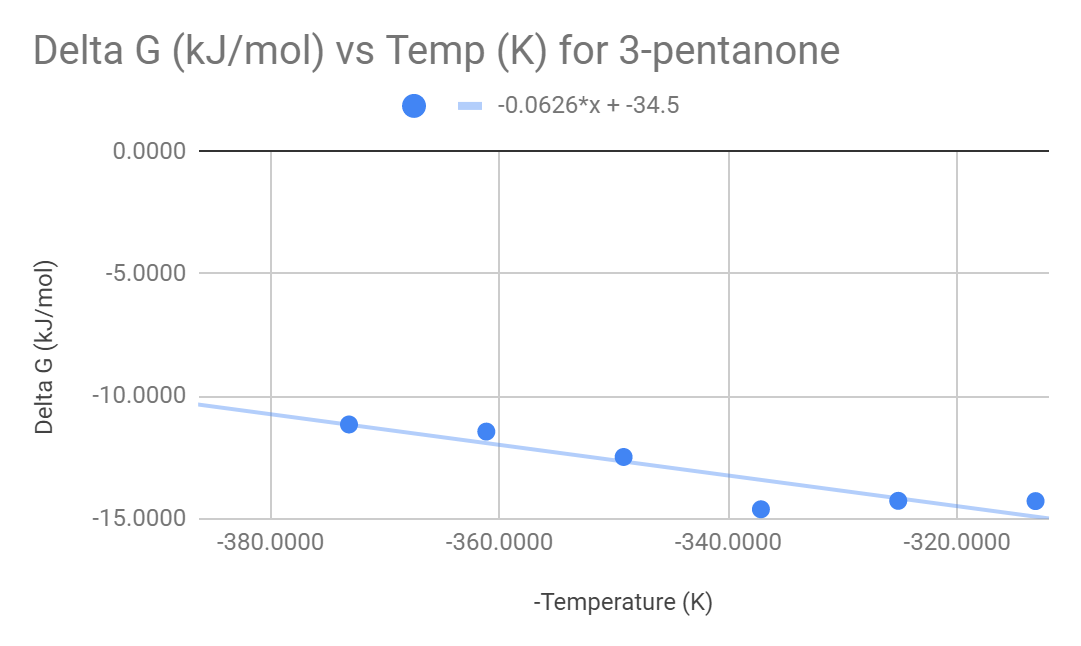 Delta G (kJ/mol) vs Temp (K) for 3-pentanone
-0.0626*x + -34.5
0.0000
-5.0000
-10.0000
-15.0000
Delta G (kJ/mol)
-380.0000 -360.0000 -340.0000 -320.0000
-Temperature (K)